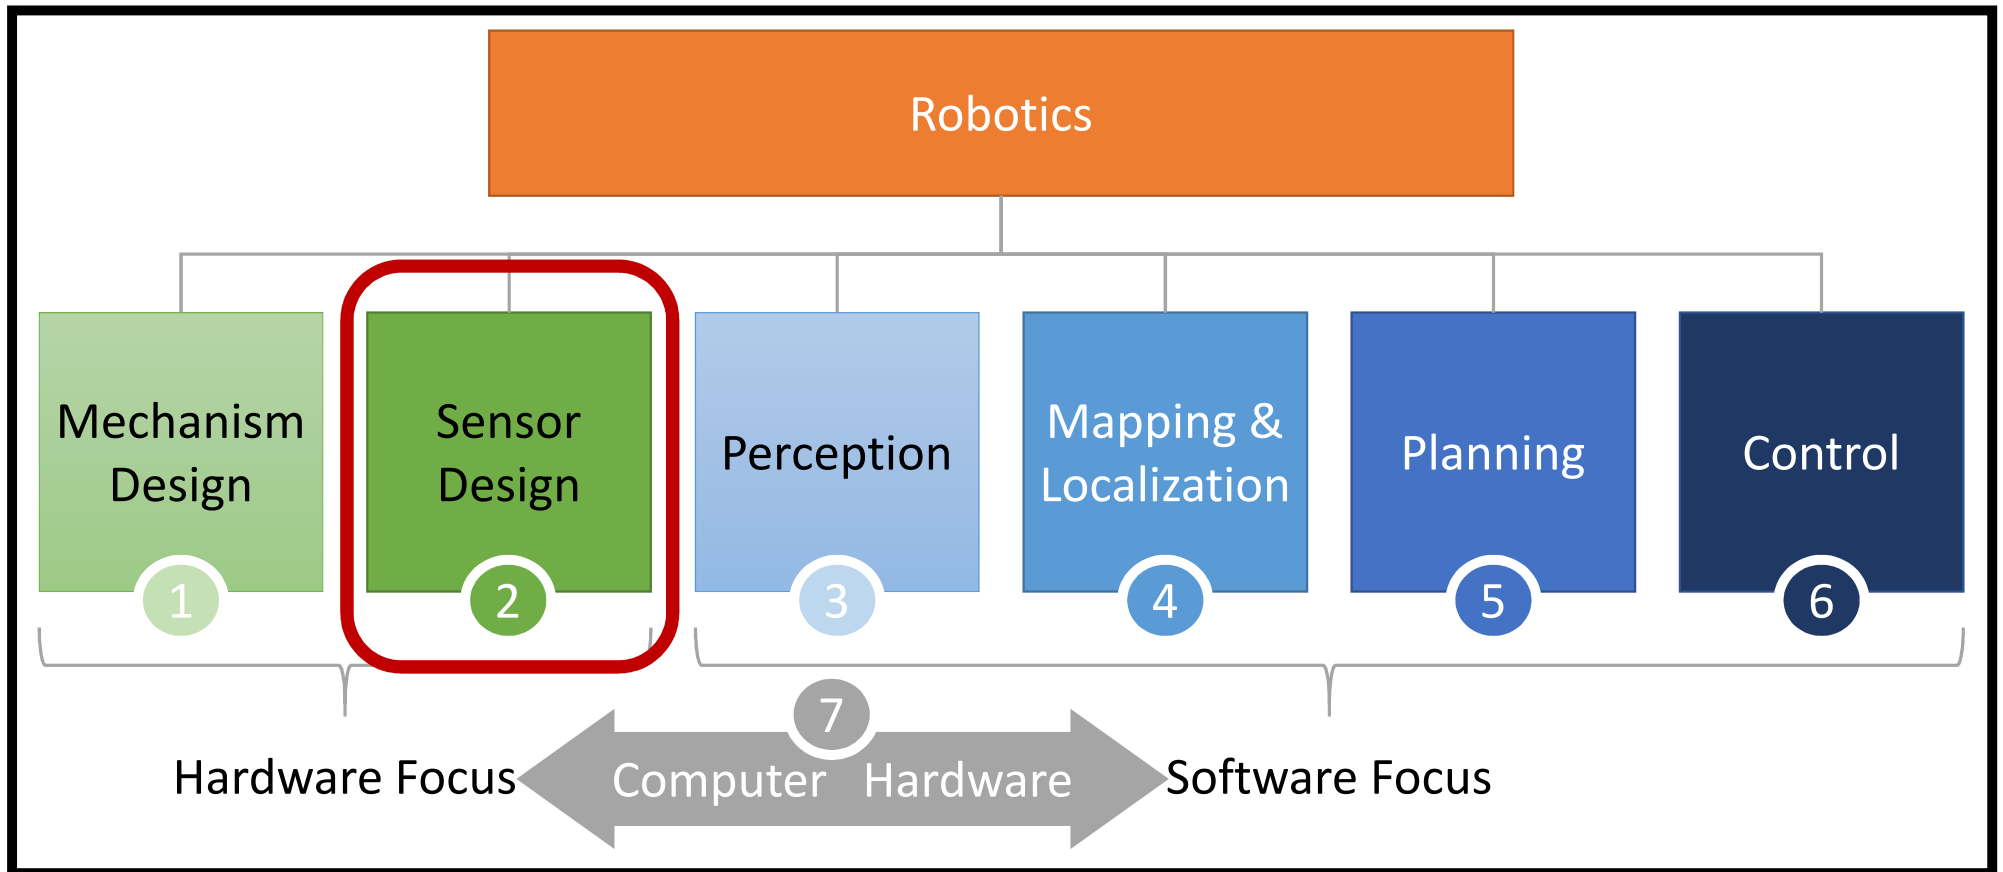 Robotics
Mechanism
Design
Sensor
Design
Perception
Mapping &
Localization
Planning
Control
1
2
3
4
5
6
7
Hardware Focus
Computer Hardware
Software Focus